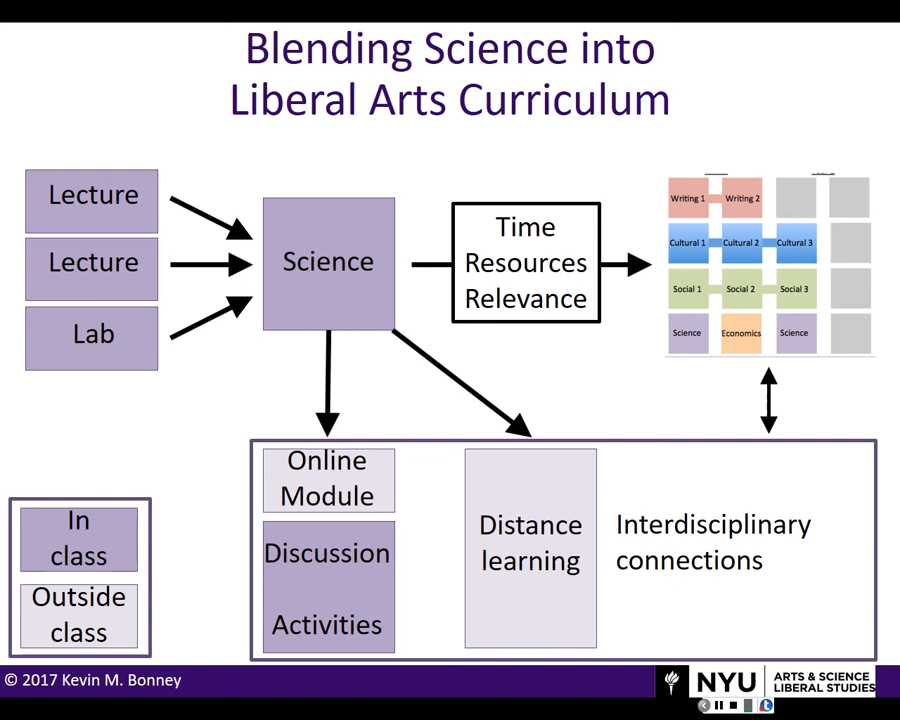 Blending Science into
Liberal Arts Curriculum
Lecture
Lecture
Lab
Science
Time
Resources
Relevance
Writing 1
Writing 2
Cultural 1
Cultural 2
Cultural 3
Social 1
Social 2
Social 3
Science
Economics
Science
Online
Module
Discussion
Activities
Distance
learning
Interdisciplinary
connections
In
class
Outside
class
© 2017 Kevin M. Bonney
NYU
ARTS & SCIENCE
LIBERAL STUDIES